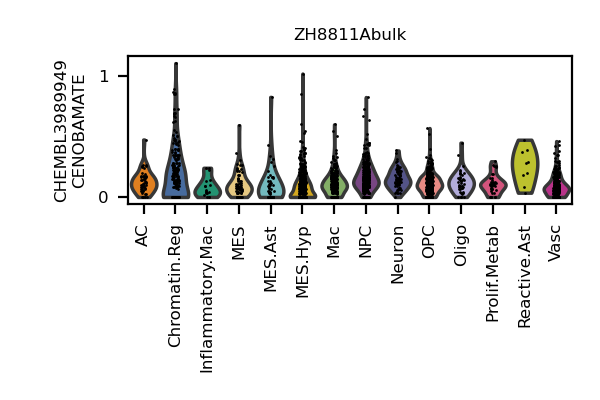 ZH8811Abulk
CHEMBL3989949
CENOBAMATE
1
0
AC
Chromatin.Reg
Inflammatory.Mac
MES
MES.Ast
MES.Hyp
Mac
NPC
Neuron
OPC
Oligo
Prolif.Metab
Reactive.Ast
Vasc